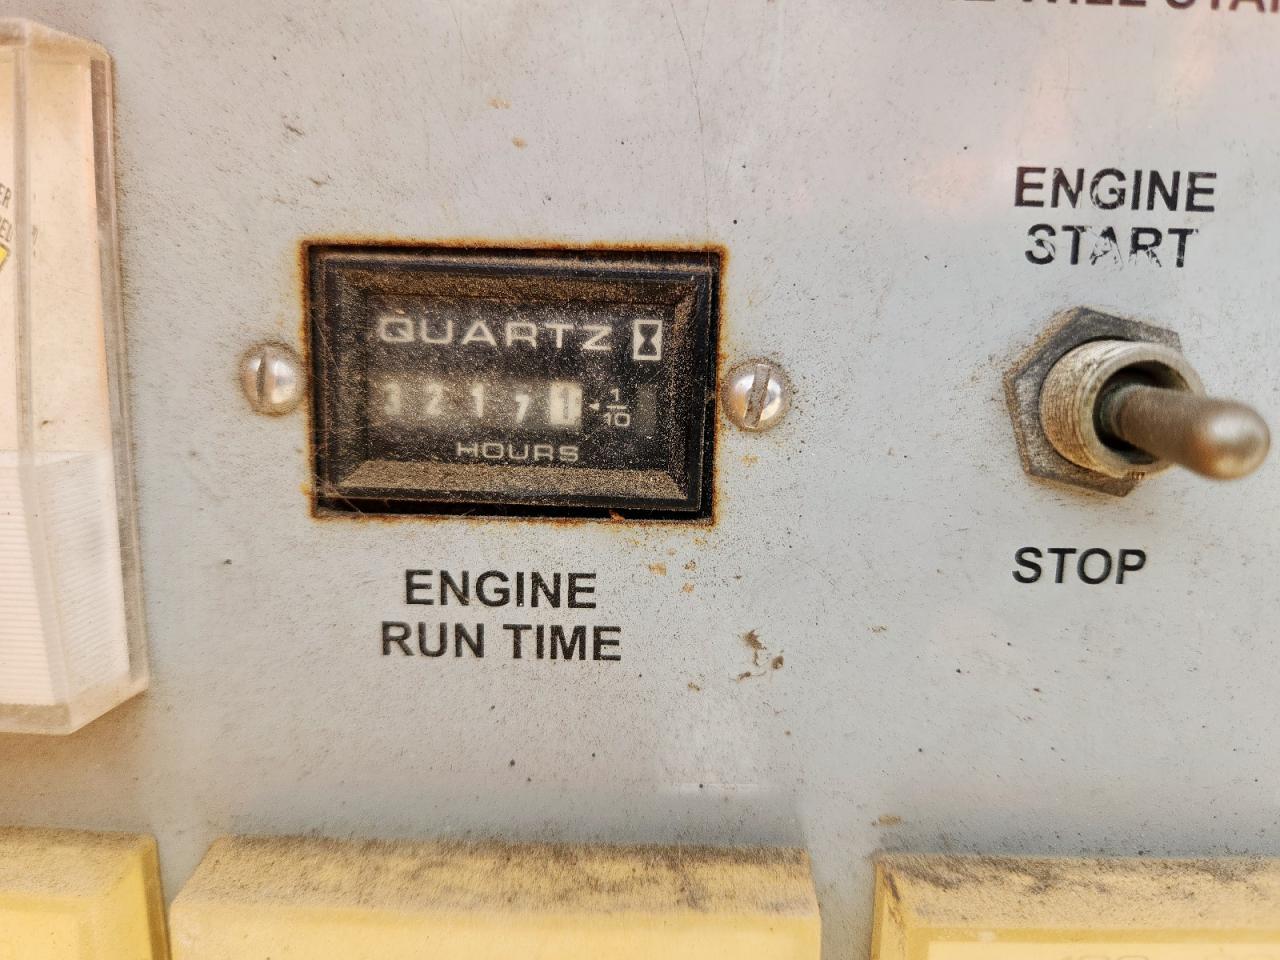 ENGINE
START
QUARTZ
3217
1/10
HOURS
STOP
ENGINE
RUN TIME